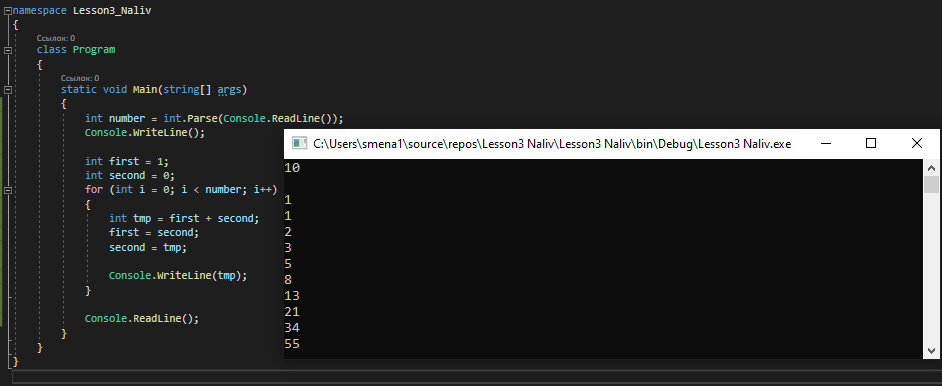 namespace Lesson3_Naliv
{
Ссылок: 0
class Program
{
Ссылок: 0
static void Main(string[] args)
{
int number = int.Parse(Console.ReadLine());
Console.WriteLine();
int first = 1;
int second = 0;
for (int i = 0; i < number; i++)
{
int tmp = first + second;
first = second;
second = tmp;
Console.WriteLine(tmp);
}
Console.ReadLine();
}
}
}
C:\Users\smena1\source\repos\Lesson3 Naliv\Lesson3 Naliv\bin\Debug\Lesson3 Naliv.exe
10
1
1
2
3
5
8
13
21
34
55